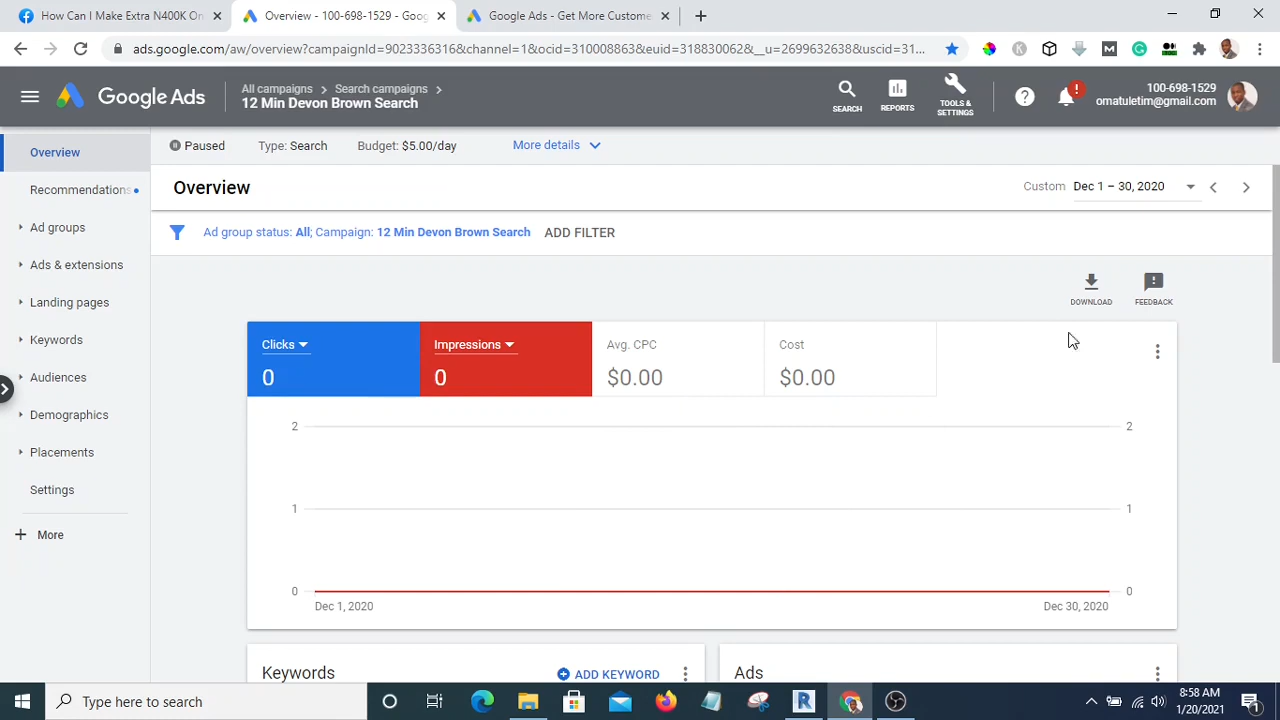 How Can I Make Extra N400K On
Overview - 100-698-1529 - Goog
Google Ads - Get More Custome
ads.google.com/aw/overview?campaignId=9023336316&channel=1&ocid=310008863&euid=318830062&__u=2699632638&uscid=31...
Google Ads
All campaigns > Search campaigns >
12 Min Devon Brown Search
SEARCH
REPORTS
TOOLS &
SETTINGS
100-698-1529
omatuletim@gmail.com
Overview
Recommendations
Ad groups
Ads & extensions
Landing pages
Keywords
Audiences
Demographics
Placements
Settings
More
Paused Type: Search Budget: $5.00/day More details
Overview
Custom Dec 1 – 30, 2020
Ad group status: All; Campaign: 12 Min Devon Brown Search ADD FILTER
DOWNLOAD
FEEDBACK
Clicks Impressions Avg. CPC Cost
0 0 $0.00 $0.00
2 2
1 1
0 0
Dec 1, 2020 Dec 30, 2020
Keywords ADD KEYWORD
Ads
Type here to search
8:58 AM
1/20/2021